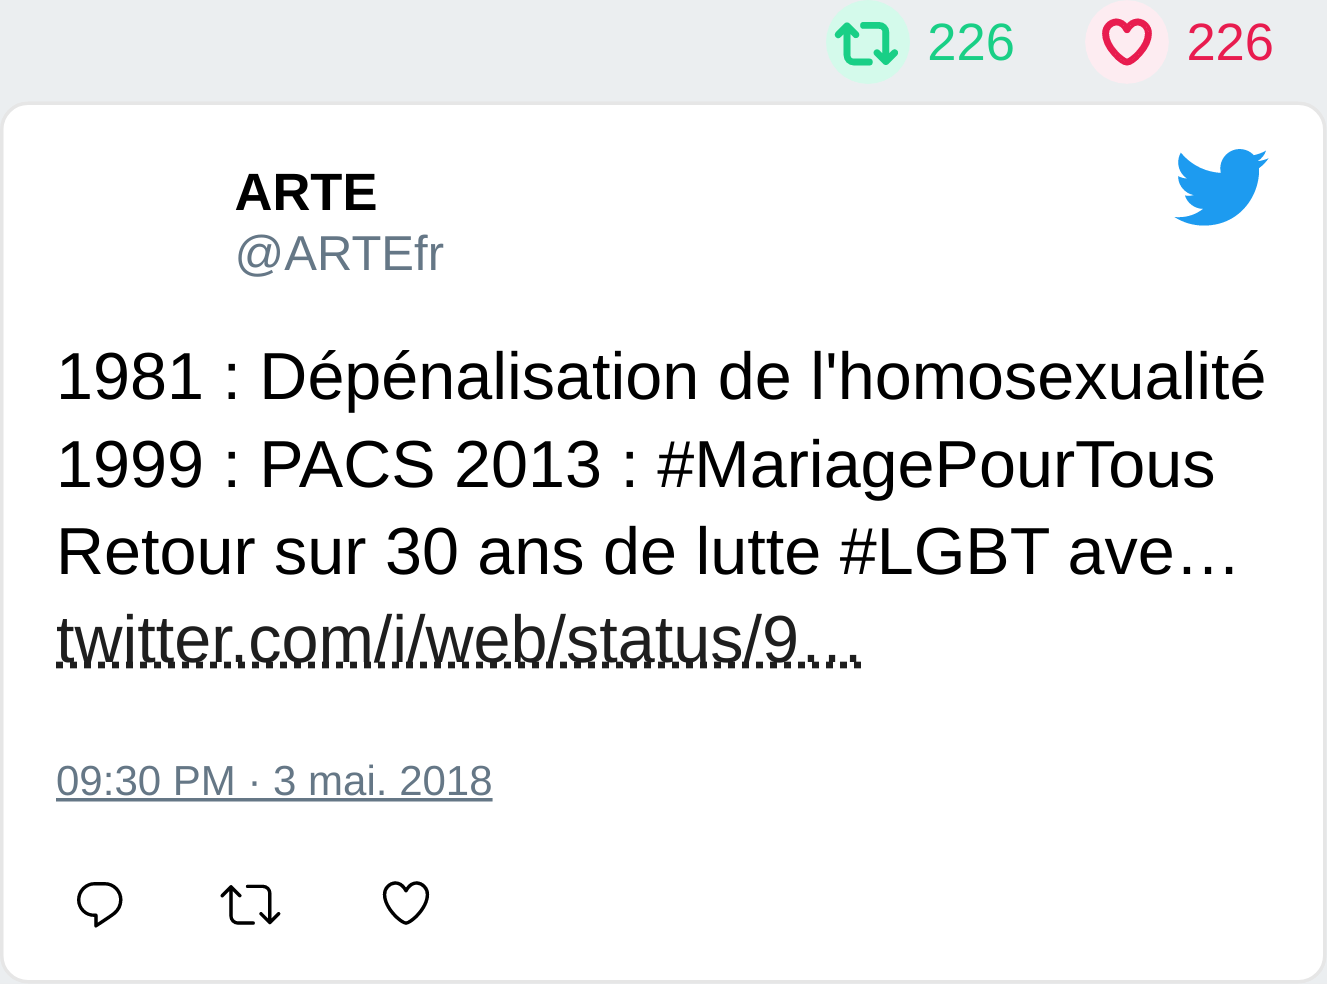 226 226
ARTE
@ARTEfr
1981 : Dépénalisation de l'homosexualité
1999 : PACS 2013 : #MariagePourTous
Retour sur 30 ans de lutte #LGBT ave…
twitter.com/i/web/status/9…
09:30 PM · 3 mai. 2018